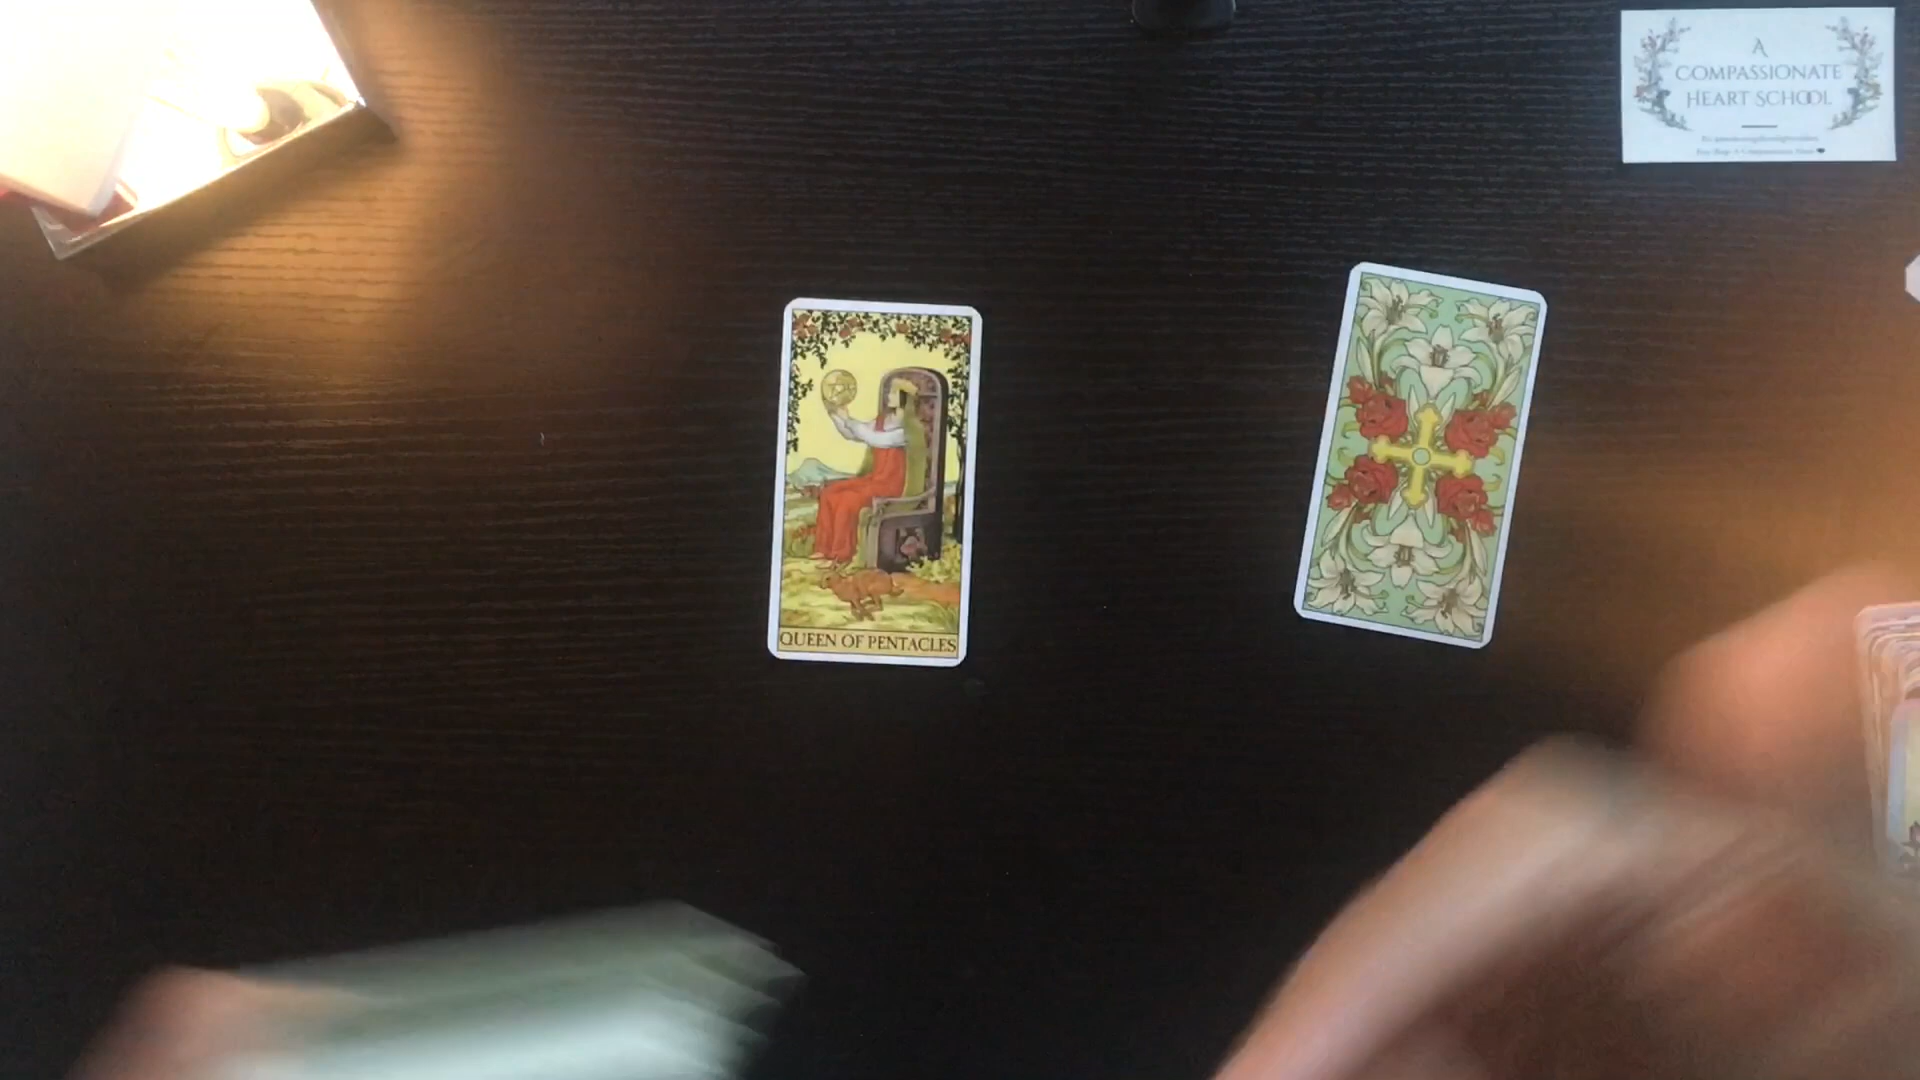 A
COMPASSIONATE
HEART SCHOOL
QUEEN OF PENTACLES